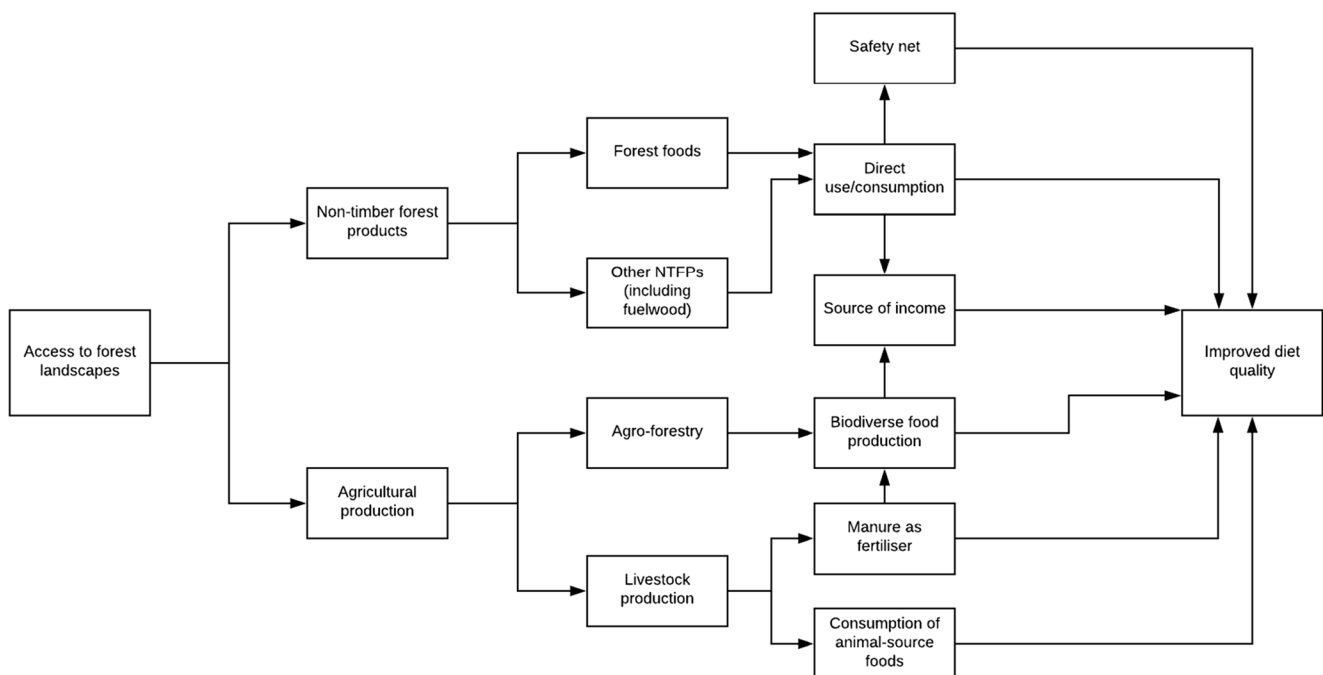 Safety net
Forest foods
Direct
use/consumption
Non-timber forest
products
Other NTFPs
(including
fuelwood)
Source of income
Access to forest
landscapes
Improved diet
quality
Agro-forestry
Biodiverse food
production
Agricultural
production
Manure as
fertiliser
Livestock
production
Consumption of
animal-source
foods